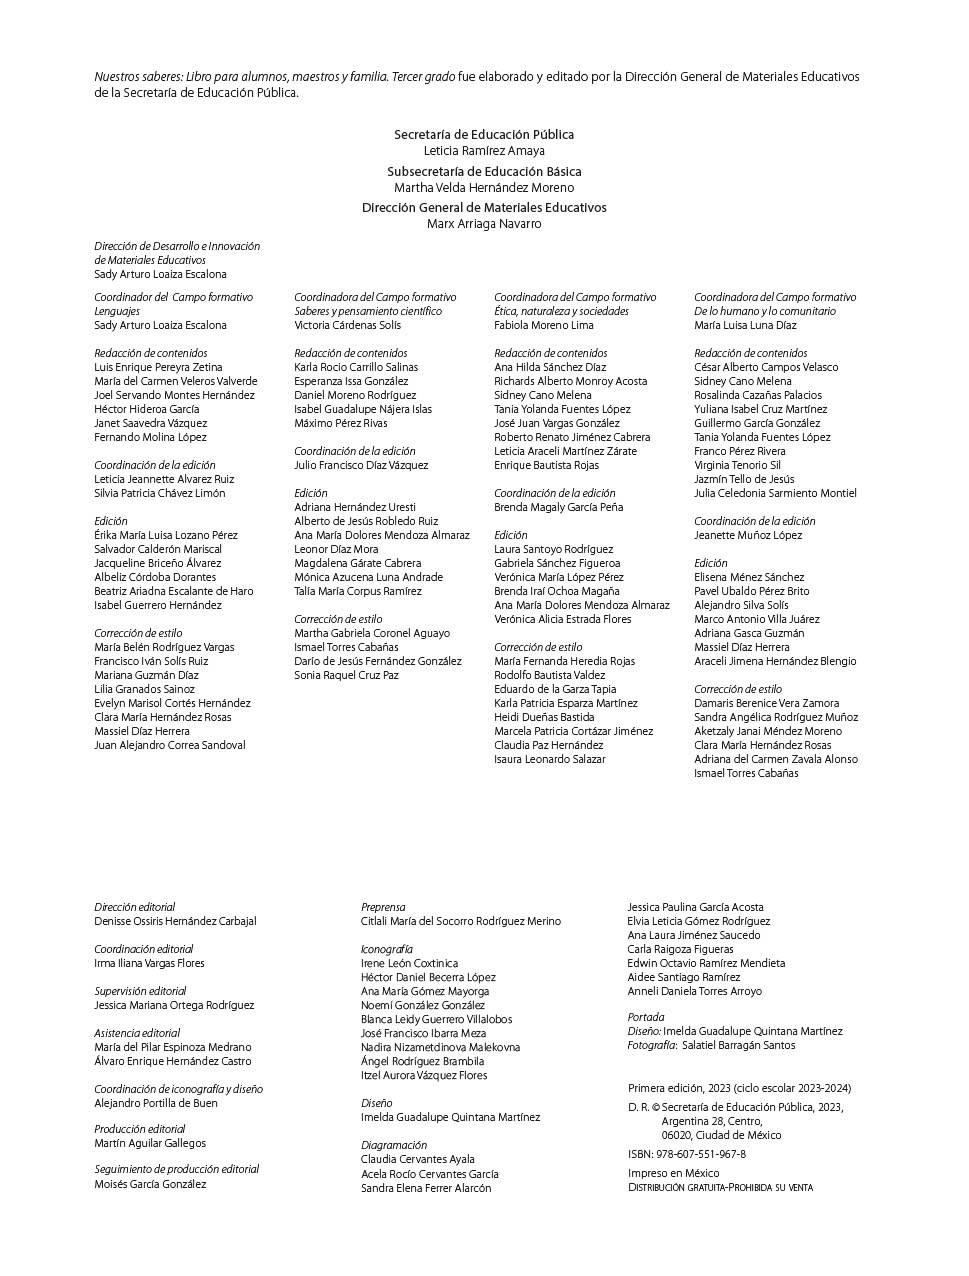 Nuestros saberes: Libro para alumnos, maestros y familia. Tercer grado fue elaborado y editado por la Dirección General de Materiales Educativos
de la Secretaría de Educación Pública.
Secretaría de Educación Pública
Leticia Ramírez Amaya
Subsecretaría de Educación Básica
Martha Velda Hernández Moreno
Dirección General de Materiales Educativos
Marx Arriaga Navarro
Dirección de Desarrollo e Innovación
de Materiales Educativos
Sady Arturo Loaiza Escalona
Coordinador del Campo formativo
Lenguajes
Sady Arturo Loaiza Escalona
Redacción de contenidos
Luis Enrique Pereyra Zetina
María del Carmen Veleros Valverde
Joel Servando Montes Hernández
Héctor Hideroa García
Janet Saavedra Vázquez
Fernando Molina López
Coordinación de la edición
Leticia Jeannette Alvarez Ruiz
Silvia Patricia Chávez Limón
Edición
Érika María Luisa Lozano Pérez
Salvador Calderón Mariscal
Jacqueline Briceño Álvarez
Albeliz Córdoba Dorantes
Beatriz Ariadna Escalante de Haro
Isabel Guerrero Hernández
Corrección de estilo
María Belén Rodríguez Vargas
Francisco Iván Solís Ruiz
Mariana Guzmán Díaz
Lilia Granados Sainoz
Evelyn Marisol Cortés Hernández
Clara María Hernández Rosas
Massiel Díaz Herrera
Juan Alejandro Correa Sandoval
Coordinadora del Campo formativo
Saberes y pensamiento científico
Victoria Cárdenas Solís
Redacción de contenidos
Karla Rocio Carrillo Salinas
Esperanza Issa González
Daniel Moreno Rodríguez
Isabel Guadalupe Nájera Islas
Máximo Pérez Rivas
Coordinación de la edición
Julio Francisco Díaz Vázquez
Edición
Adriana Hernández Uresti
Alberto de Jesús Robledo Ruiz
Ana María Dolores Mendoza Almaraz
Leonor Díaz Mora
Magdalena Gárate Cabrera
Mónica Azucena Luna Andrade
Talía María Corpus Ramírez
Corrección de estilo
Martha Gabriela Coronel Aguayo
Ismael Torres Cabañas
Darío de Jesús Fernández González
Sonia Raquel Cruz Paz
Coordinadora del Campo formativo
Ética, naturaleza y sociedades
Fabiola Moreno Lima
Redacción de contenidos
Ana Hilda Sánchez Díaz
Richards Alberto Monroy Acosta
Sidney Cano Melena
Tania Yolanda Fuentes López
José Juan Vargas González
Roberto Renato Jiménez Cabrera
Leticia Araceli Martínez Zárate
Enrique Bautista Rojas
Coordinación de la edición
Brenda Magaly García Peña
Edición
Laura Santoyo Rodríguez
Gabriela Sánchez Figueroa
Verónica María López Pérez
Brenda Iraí Ochoa Magaña
Ana María Dolores Mendoza Almaraz
Verónica Alicia Estrada Flores
Corrección de estilo
María Fernanda Heredia Rojas
Rodolfo Bautista Valdez
Eduardo de la Garza Tapia
Karla Patricia Esparza Martínez
Heidi Dueñas Bastida
Marcela Patricia Cortázar Jiménez
Claudia Paz Hernández
Isaura Leonardo Salazar
Coordinadora del Campo formativo
De lo humano y lo comunitario
María Luisa Luna Díaz
Redacción de contenidos
César Alberto Campos Velasco
Sidney Cano Melena
Rosalinda Cazañas Palacios
Yuliana Isabel Cruz Martínez
Guillermo García González
Tania Yolanda Fuentes López
Franco Pérez Rivera
Virginia Tenorio Sil
Jazmín Tello de Jesús
Julia Celedonia Sarmiento Montiel
Coordinación de la edición
Jeanette Muñoz López
Edición
Elisena Ménez Sánchez
Pavel Ubaldo Pérez Brito
Alejandro Silva Solís
Marco Antonio Villa Juárez
Adriana Gasca Guzmán
Massiel Díaz Herrera
Araceli Jimena Hernández Blengio
Corrección de estilo
Damaris Berenice Vera Zamora
Sandra Angélica Rodríguez Muñoz
Aketzaly Janai Méndez Moreno
Clara María Hernández Rosas
Adriana del Carmen Zavala Alonso
Ismael Torres Cabañas
Dirección editorial
Denisse Ossiris Hernández Carbajal
Coordinación editorial
Irma Iliana Vargas Flores
Supervisión editorial
Jessica Mariana Ortega Rodríguez
Asistencia editorial
María del Pilar Espinoza Medrano
Álvaro Enrique Hernández Castro
Coordinación de iconografía y diseño
Alejandro Portilla de Buen
Producción editorial
Martín Aguilar Gallegos
Seguimiento de producción editorial
Moisés García González
Preprensa
Citlali María del Socorro Rodríguez Merino
Iconografía
Irene León Coxtinica
Héctor Daniel Becerra López
Ana María Gómez Mayorga
Noemí González González
Blanca Leidy Guerrero Villalobos
José Francisco Ibarra Meza
Nadira Nizametdinova Malekovna
Ángel Rodríguez Brambila
Itzel Aurora Vázquez Flores
Diseño
Imelda Guadalupe Quintana Martínez
Diagramación
Claudia Cervantes Ayala
Acela Rocío Cervantes García
Sandra Elena Ferrer Alarcón
Jessica Paulina García Acosta
Elvia Leticia Gómez Rodríguez
Ana Laura Jiménez Saucedo
Carla Raigoza Figueras
Edwin Octavio Ramírez Mendieta
Aidee Santiago Ramírez
Anneli Daniela Torres Arroyo
Portada
Diseño: Imelda Guadalupe Quintana Martínez
Fotografía: Salatiel Barragán Santos
Primera edición, 2023 (ciclo escolar 2023-2024)
D. R. © Secretaría de Educación Pública, 2023,
Argentina 28, Centro,
06020, Ciudad de México
ISBN: 978-607-551-967-8
Impreso en México
Distribución gratuita-Prohibida su venta